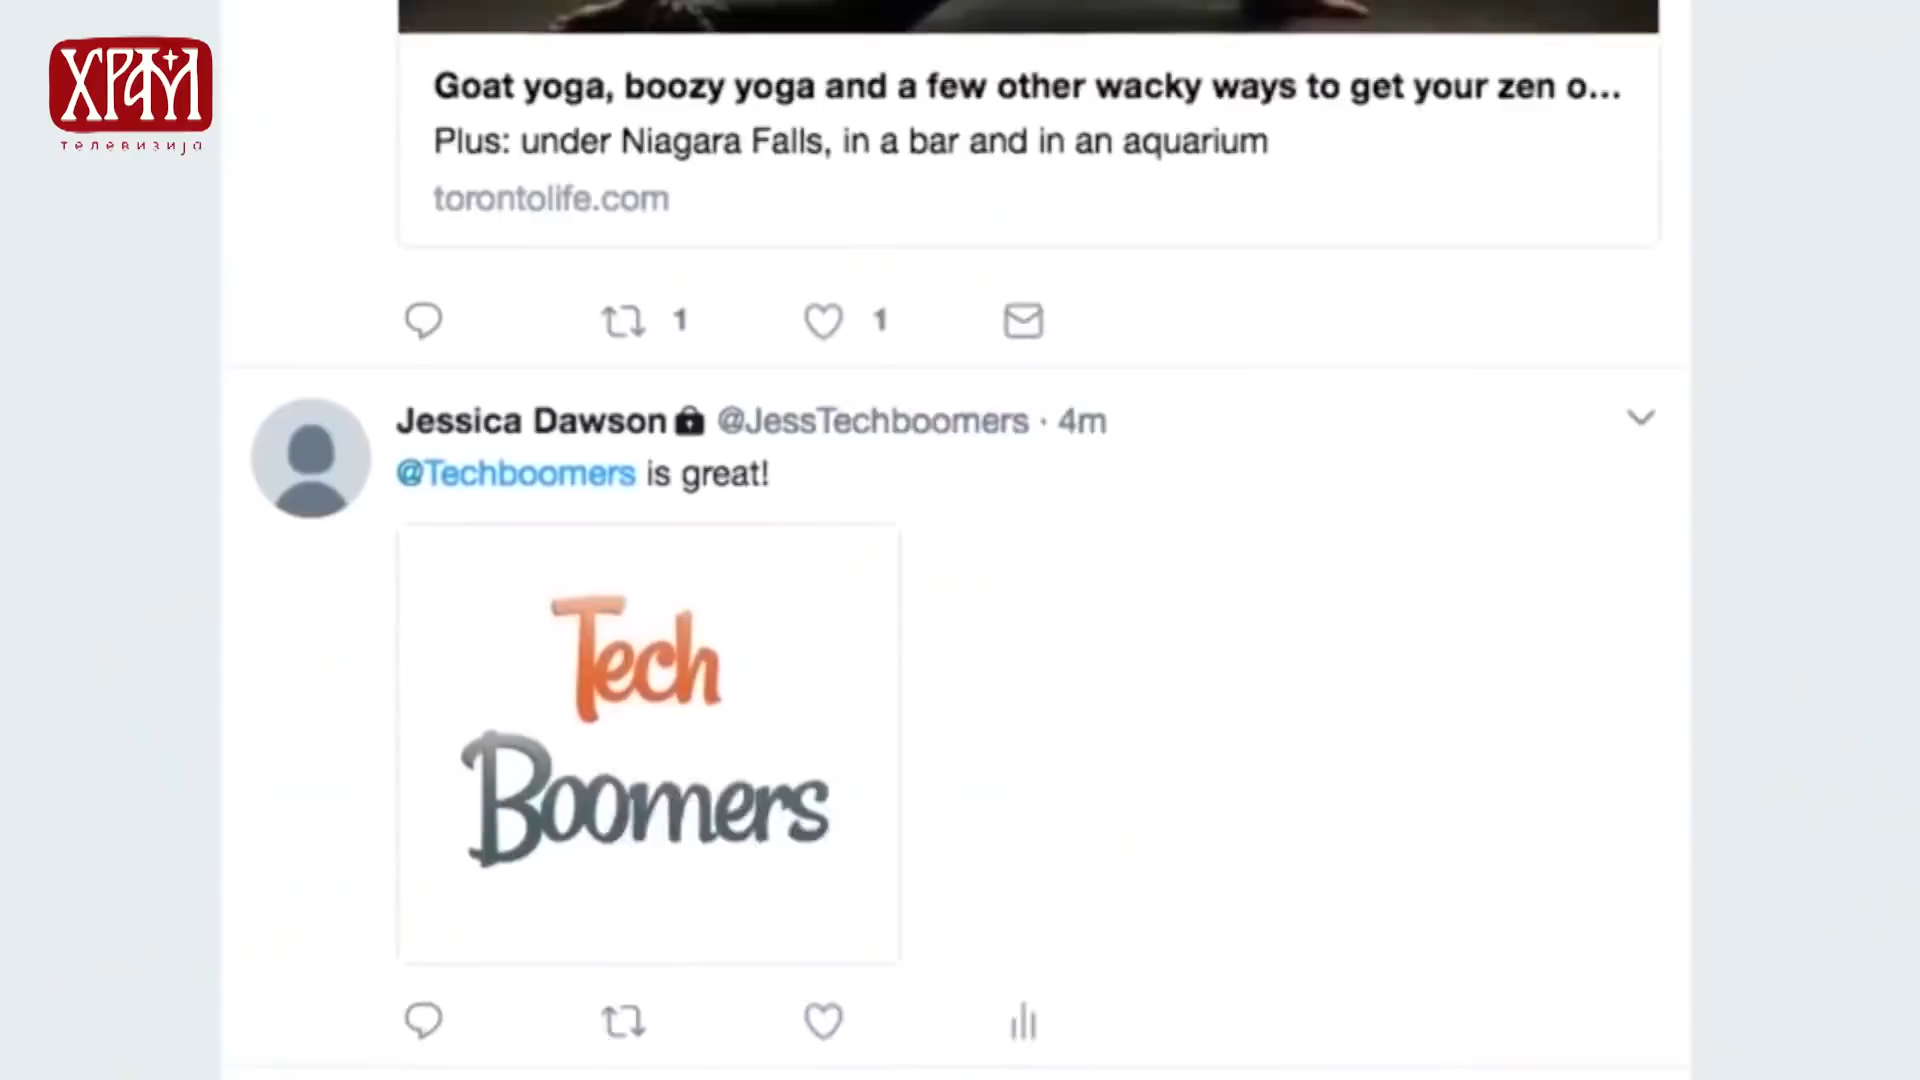 ХРАМ
телевизија
Goat yoga, boozy yoga and a few other wacky ways to get your zen o...
Plus: under Niagara Falls, in a bar and in an aquarium
torontolife.com
1 1
Jessica Dawson @JessTechboomers · 4m
@Techboomers is great!
Tech
Boomers